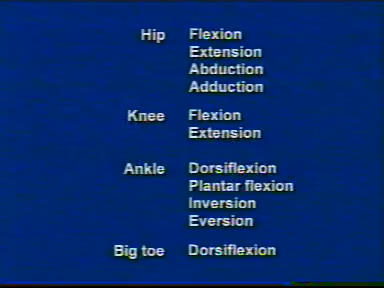 Hip Flexion
Extension
Abduction
Adduction
Knee Flexion
Extension
Ankle Dorsiflexion
Plantar flexion
Inversion
Eversion
Big toe Dorsiflexion